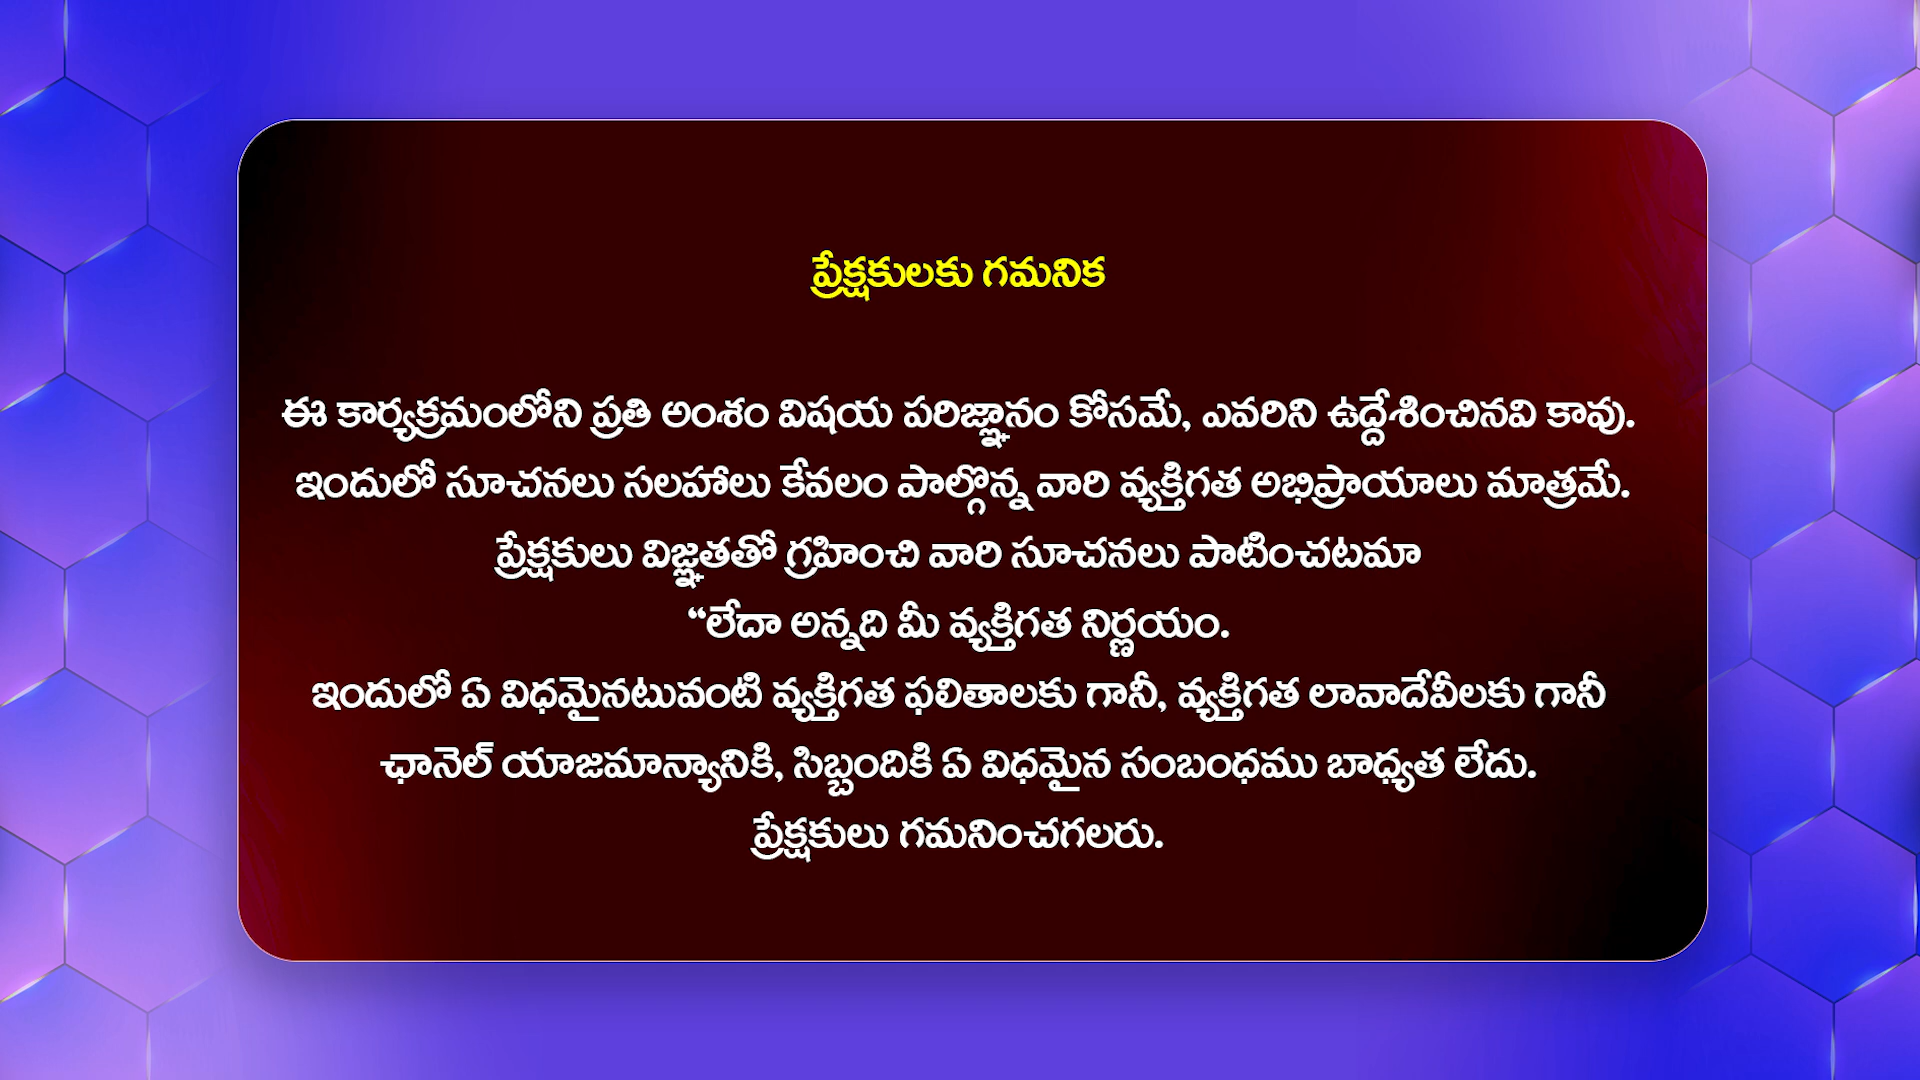 ప్రేక్షకులకు గమనిక
ఈ కార్యక్రమంలోని ప్రతి అంశం విషయ పరిజ్ఞానం కోసమే, ఎవరిని ఉద్దేశించినవి కావు.
ఇందులో సూచనలు సలహాలు కేవలం పాల్గొన్న వారి వ్యక్తిగత అభిప్రాయాలు మాత్రమే.
ప్రేక్షకులు విజ్ఞతతో గ్రహించి వారి సూచనలు పాటించటమా
“లేదా అన్నది మీ వ్యక్తిగత నిర్ణయం.
ఇందులో ఏ విధమైనటువంటి వ్యక్తిగత ఫలితాలకు గానీ, వ్యక్తిగత లావాదేవీలకు గానీ
ఛానెల్ యాజమాన్యానికి, సిబ్బందికి ఏ విధమైన సంబంధము బాధ్యత లేదు.
ప్రేక్షకులు గమనించగలరు.